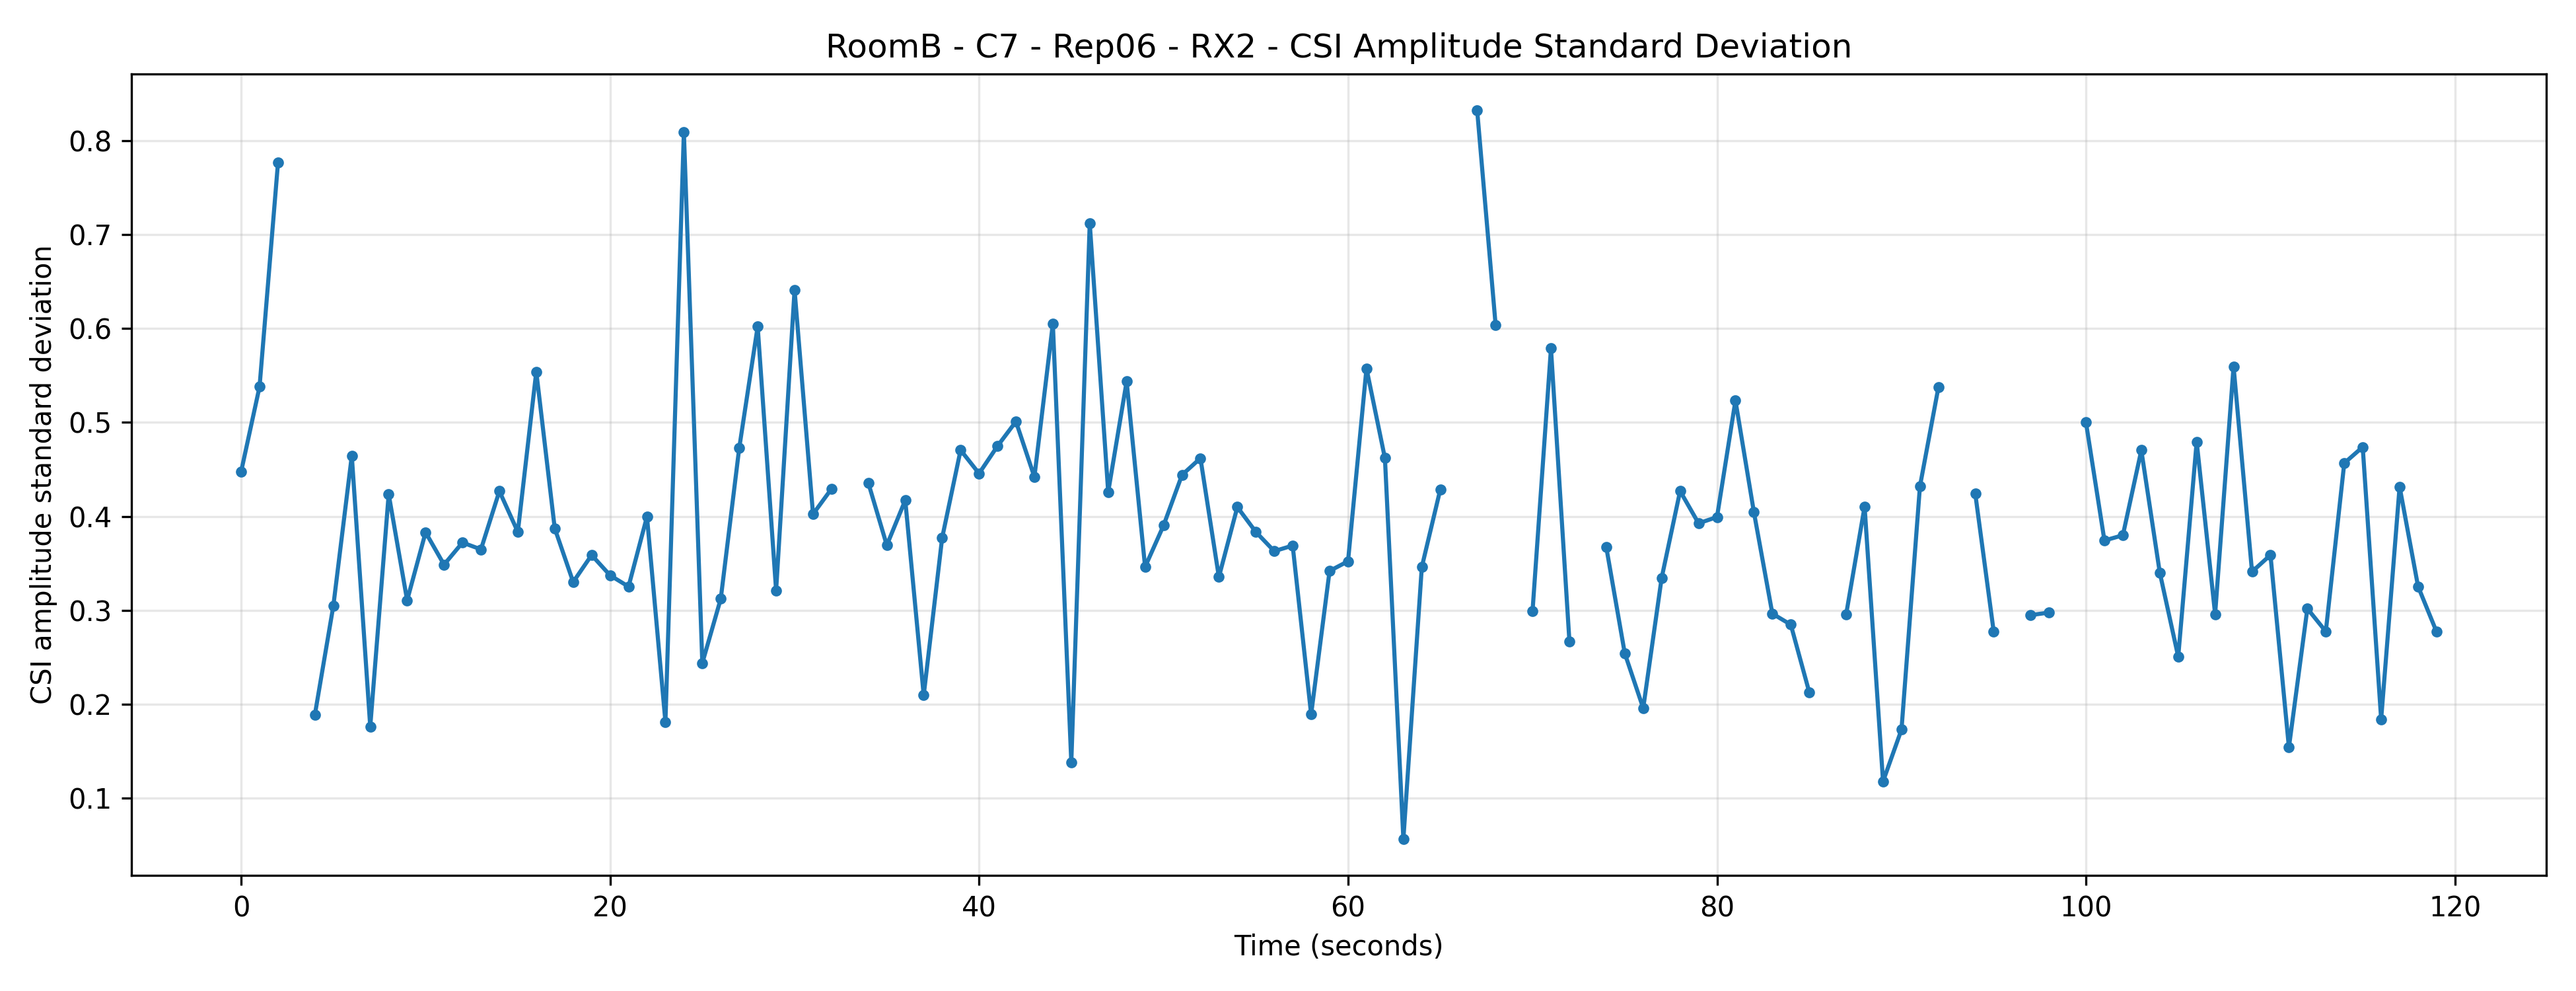 RoomB - C7 - Rep06 - RX2 - CSI Amplitude Standard Deviation
CSI amplitude standard deviation
0.8
0.7
0.6
0.5
0.4
0.3
0.2
0.1
0 20 40 60 80 100 120
Time (seconds)